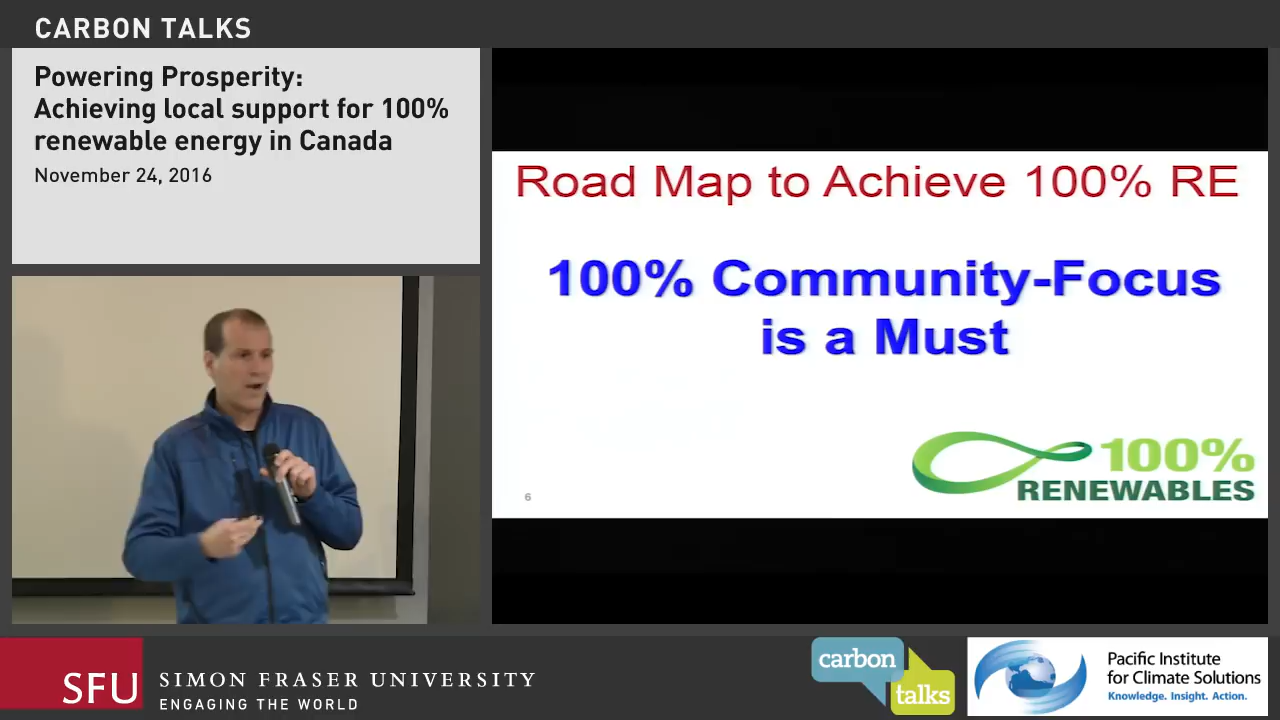 CARBON TALKS
Powering Prosperity:
Achieving local support for 100%
renewable energy in Canada
November 24, 2016
Road Map to Achieve 100% RE
100% Community-Focus
is a Must
100%
RENEWABLES
6
SFU
SIMON FRASER UNIVERSITY
ENGAGING THE WORLD
carbon
talks
Pacific Institute
for Climate Solutions
Knowledge. Insight. Action.